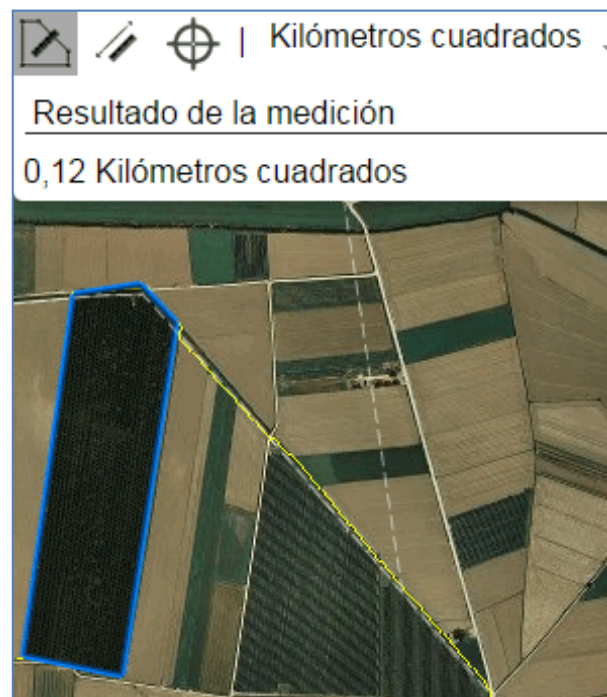 Kilómetros cuadrados
Resultado de la medición
0,12 Kilómetros cuadrados